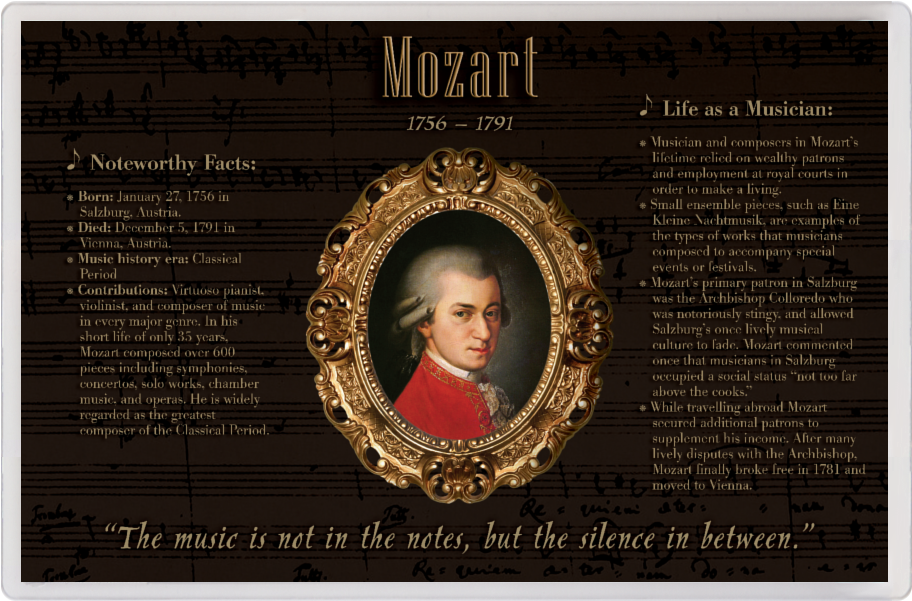 Mozart
1756 – 1791
♪ Noteworthy Facts:
Born: January 27, 1756 in
Salzburg, Austria.
Died: December 5, 1791 in
Vienna, Austria.
Music history era: Classical
Period
Contributions: Virtuoso pianist,
violinist, and composer of music
in every major genre. In his
short life of only 35 years,
Mozart composed over 600
pieces including symphonies,
concertos, solo works, chamber
music, and operas. He is widely
regarded as the greatest
composer of the Classical Period.
♪ Life as a Musician:
Musician and composers in Mozart's
lifetime relied on wealthy patrons
and employment at royal courts in
order to make a living.
Small ensemble pieces, such as Eine
Kleine Nachtmusik, are examples of
the types of works that musicians
composed to accompany special
events or festivals.
Mozart's primary patron in Salzburg
was the Archbishop Colloredo who
was notoriously stingy, and allowed
Salzburg's once lively musical
culture to fade. Mozart commented
once that musicians in Salzburg
occupied a social status “not too far
above the cooks.”
While travelling abroad Mozart
secured additional patrons to
supplement his income. After many
lively disputes with the Archbishop,
Mozart finally broke free in 1781 and
moved to Vienna.
“The music is not in the notes, but the silence in between.”